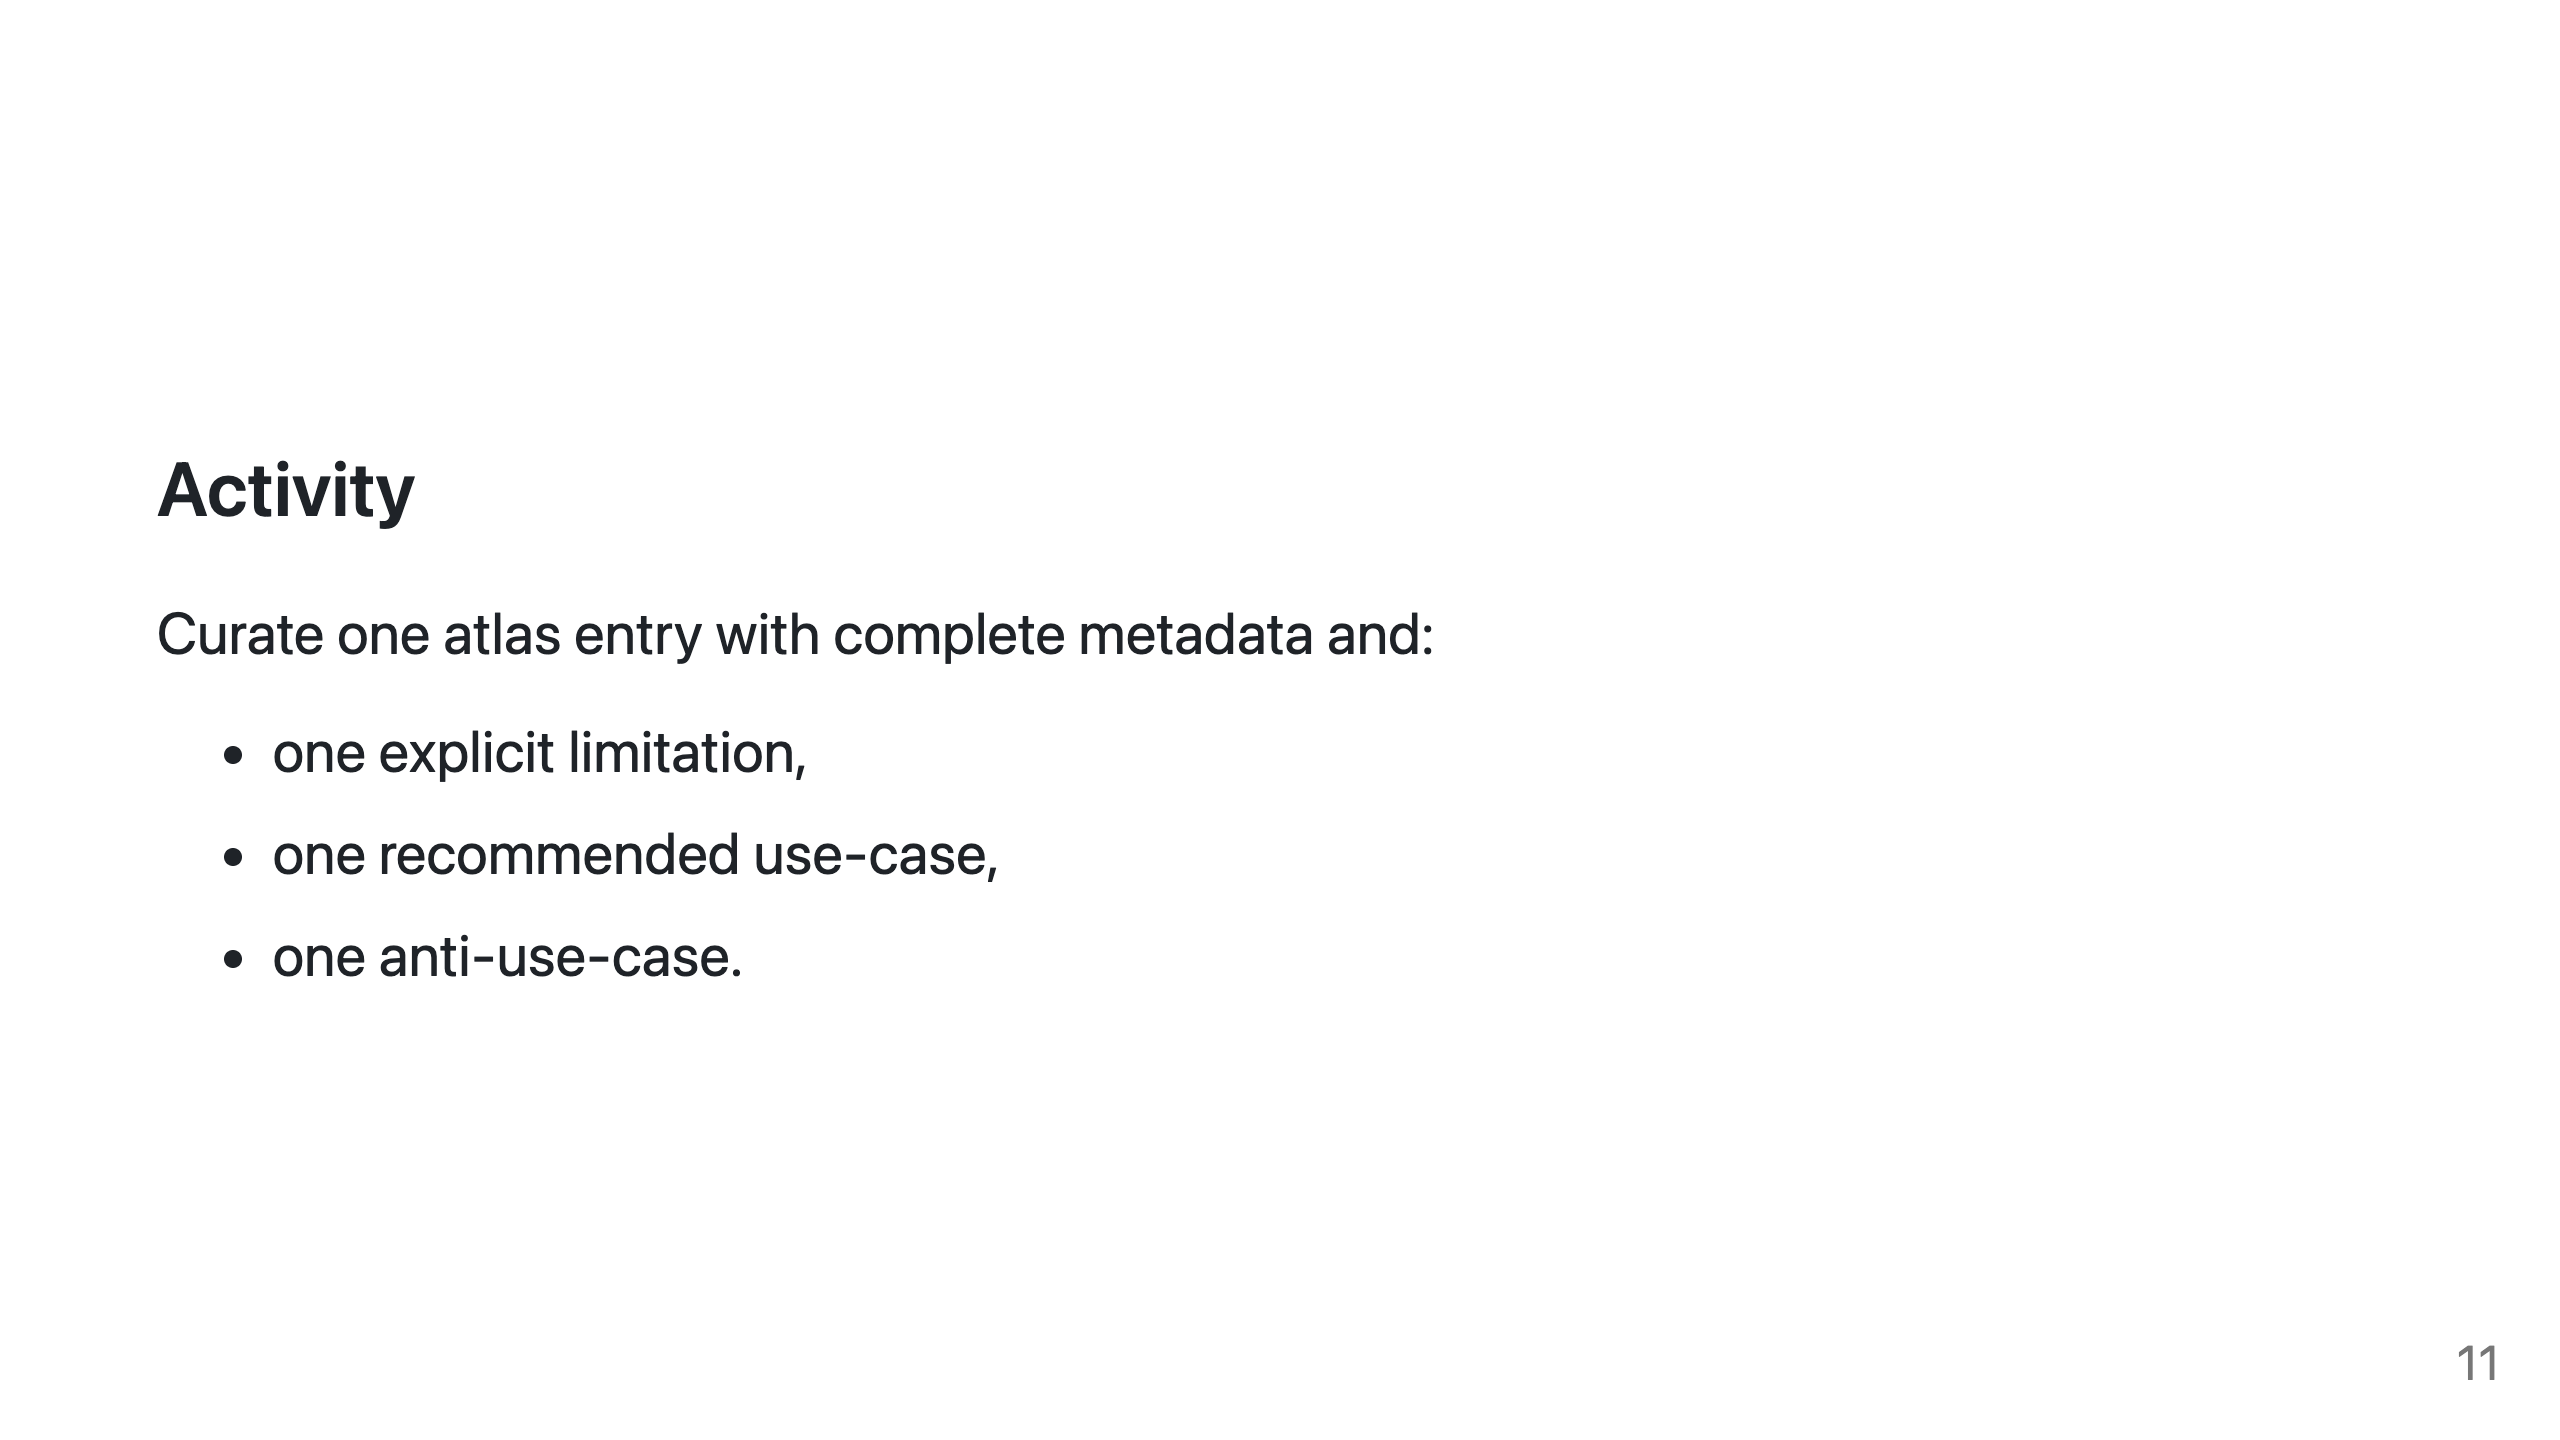 Activity
Curate one atlas entry with complete metadata and:
• one explicit limitation,
• one recommended use-case,
• one anti-use-case.
11